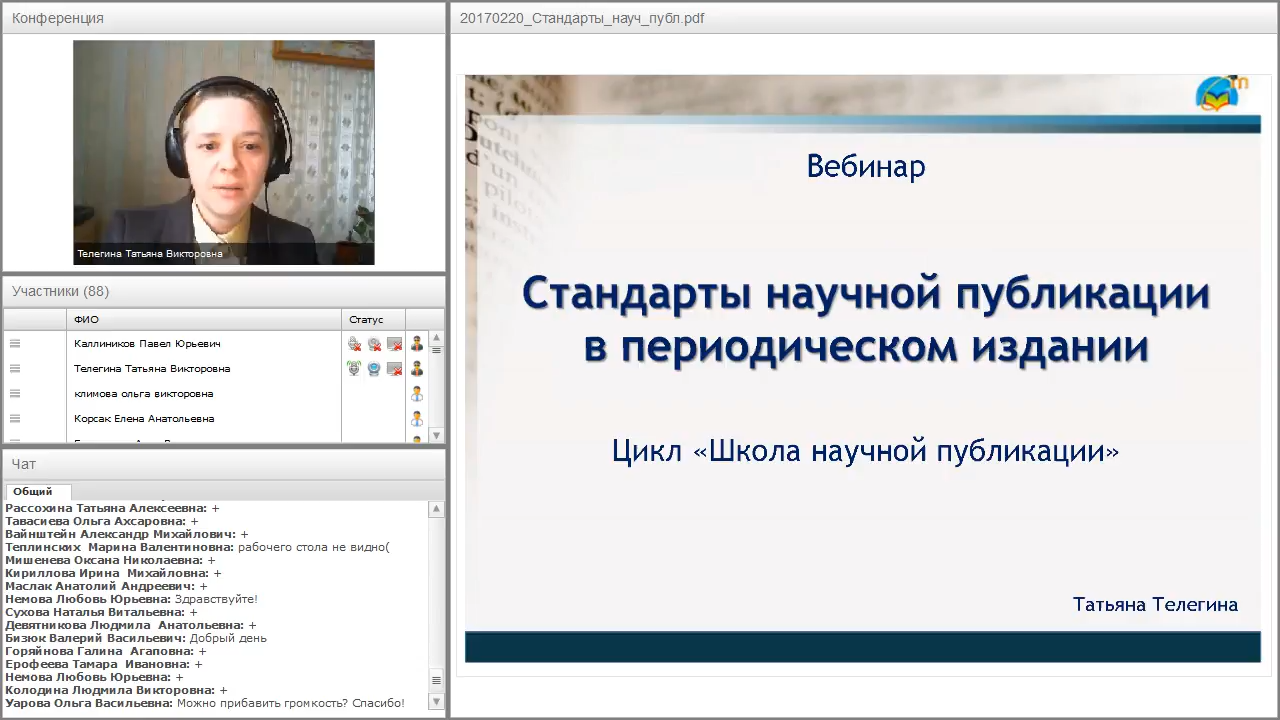 Конференция
Телегина Татьяна Викторовна
Участники (88)
ФИО
Статус
Каллиников Павел Юрьевич
Телегина Татьяна Викторовна
климова ольга викторовна
Корсак Елена Анатольевна
Чат
Общий
Рассохина Татьяна Алексеевна: +
Тавасиева Ольга Ахсаровна: +
Вайнштейн Александр Михайлович: +
Теплинских Марина Валентиновна: рабочего стола не видно(
Мишенева Оксана Николаевна: +
Кириллова Ирина Михайловна: +
Маслак Анатолий Андреевич: +
Немова Любовь Юрьевна: Здравствуйте!
Сухова Наталья Витальевна: +
Девятникова Людмила Анатольевна: +
Бизюк Валерий Васильевич: Добрый день
Горяйнова Галина Агаповна: +
Ерофеева Тамара Ивановна: +
Немова Любовь Юрьевна: +
Колодина Людмила Викторовна: +
Уарова Ольга Васильевна: Можно прибавить громкость? Спасибо!
20170220_Стандарты_науч_публ.pdf
Вебинар
Стандарты научной публикации
в периодическом издании
Цикл «Школа научной публикации»
Татьяна Телегина